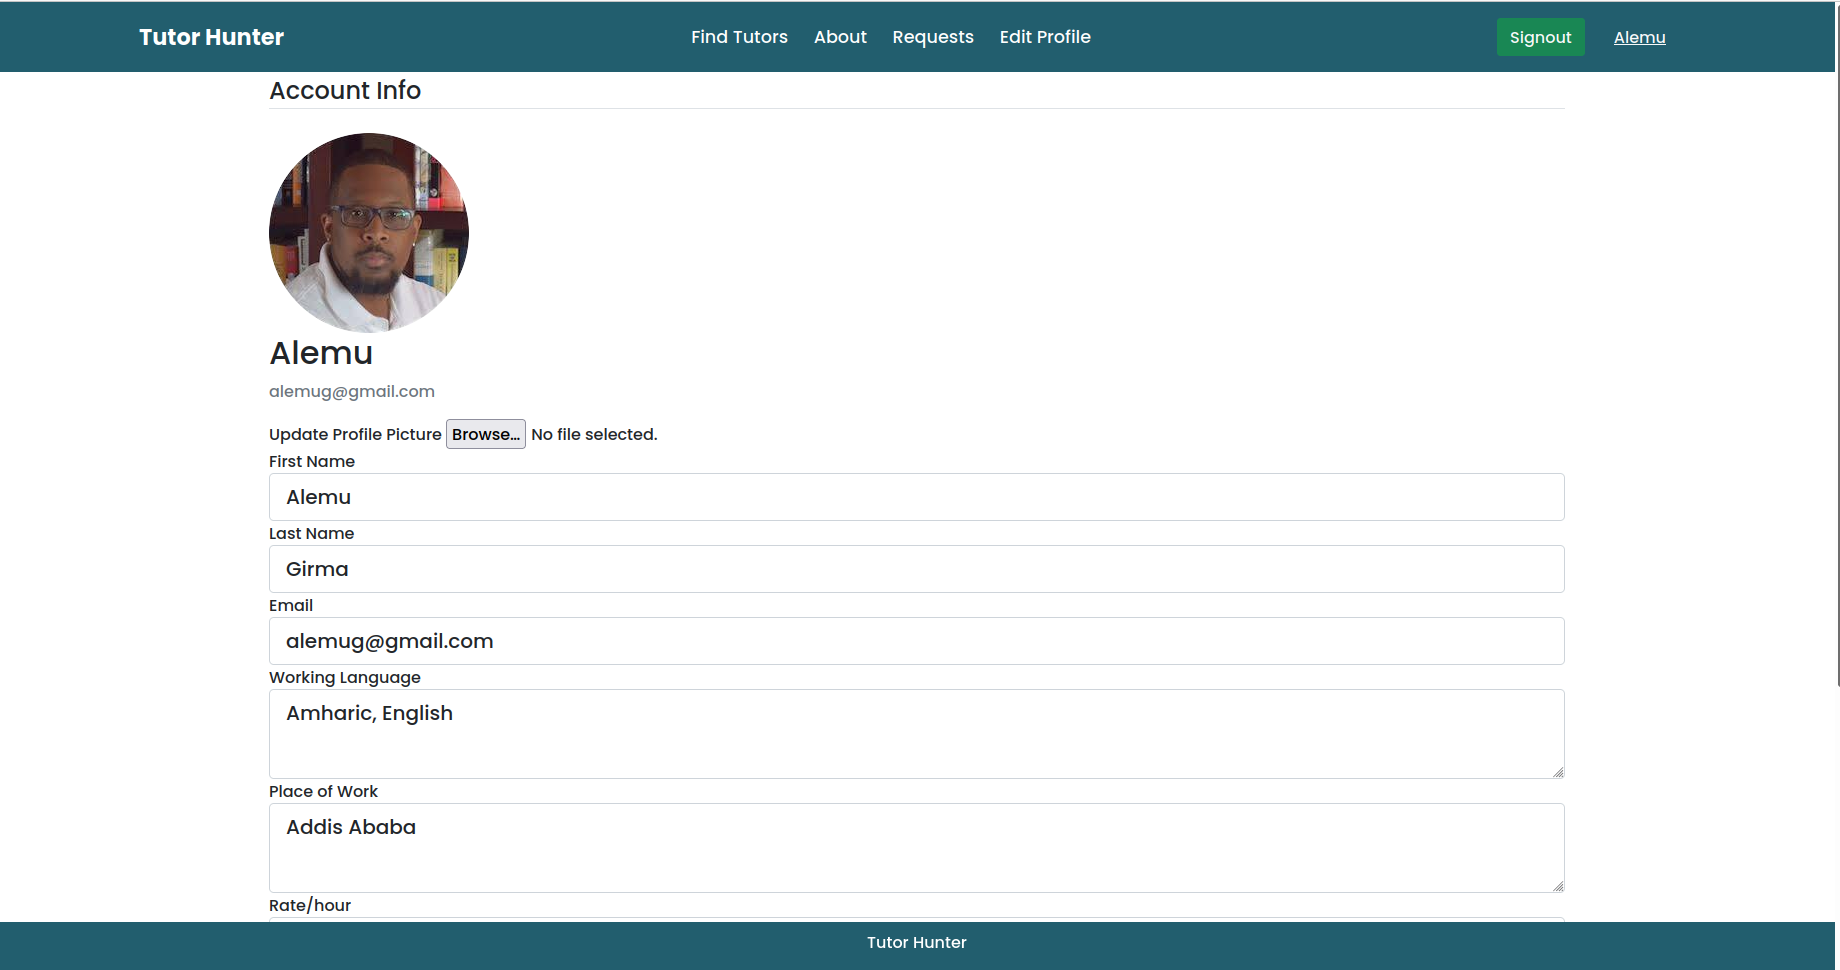 Tutor Hunter Find Tutors About Requests Edit Profile Signout Alemu
Account Info
Alemu
alemug@gmail.com
Update Profile Picture Browse... No file selected.
First Name
Alemu
Last Name
Girma
Email
alemug@gmail.com
Working Language
Amharic, English
Place of Work
Addis Ababa
Rate/hour
Tutor Hunter